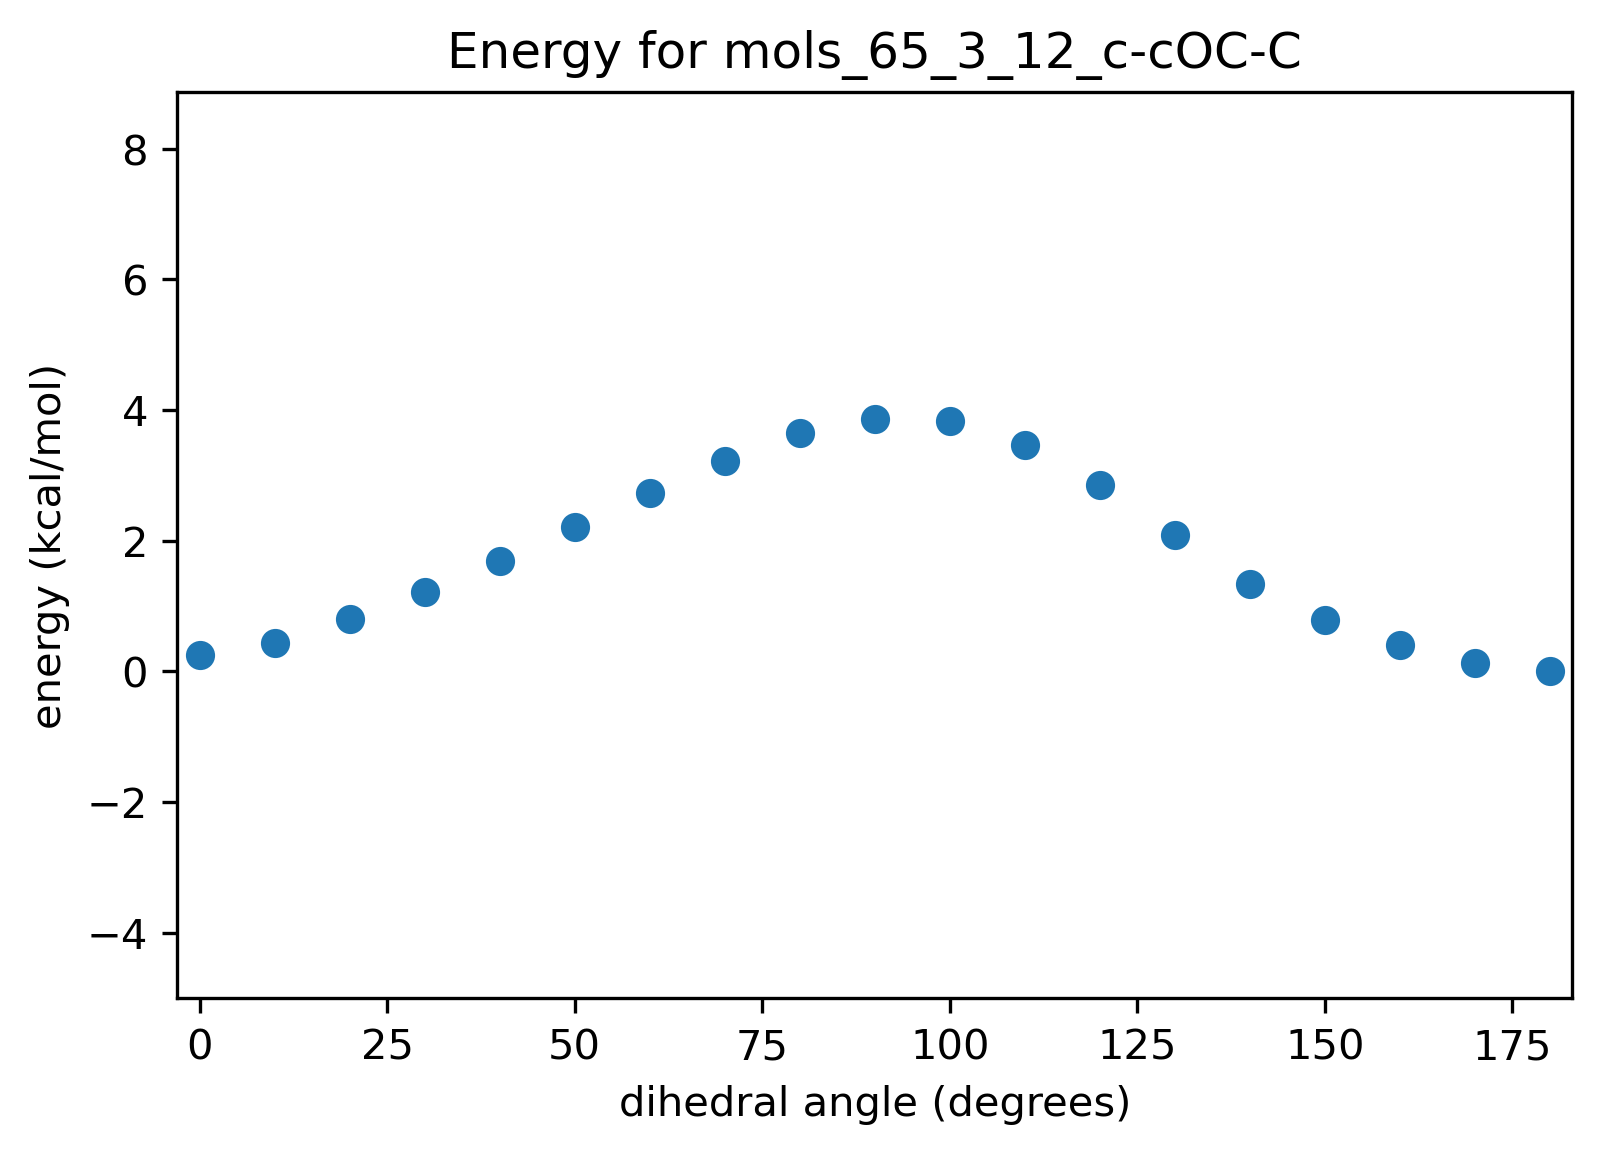 Energy for mols_65_3_12_c-cOC-C
8
6
4
2
0
−2
−4
energy (kcal/mol)
0 25 50 75 100 125 150 175
dihedral angle (degrees)